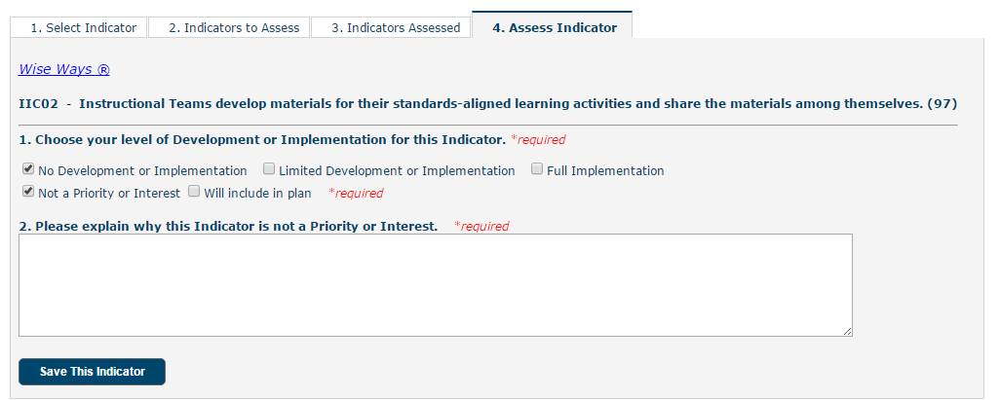 1. Select Indicator 2. Indicators to Assess 3. Indicators Assessed 4. Assess Indicator
Wise Ways ®
IIC02 - Instructional Teams develop materials for their standards-aligned learning activities and share the materials among themselves. (97)
1. Choose your level of Development or Implementation for this Indicator. *required
No Development or Implementation Limited Development or Implementation Full Implementation
Not a Priority or Interest Will include in plan *required
2. Please explain why this Indicator is not a Priority or Interest. *required
Save This Indicator